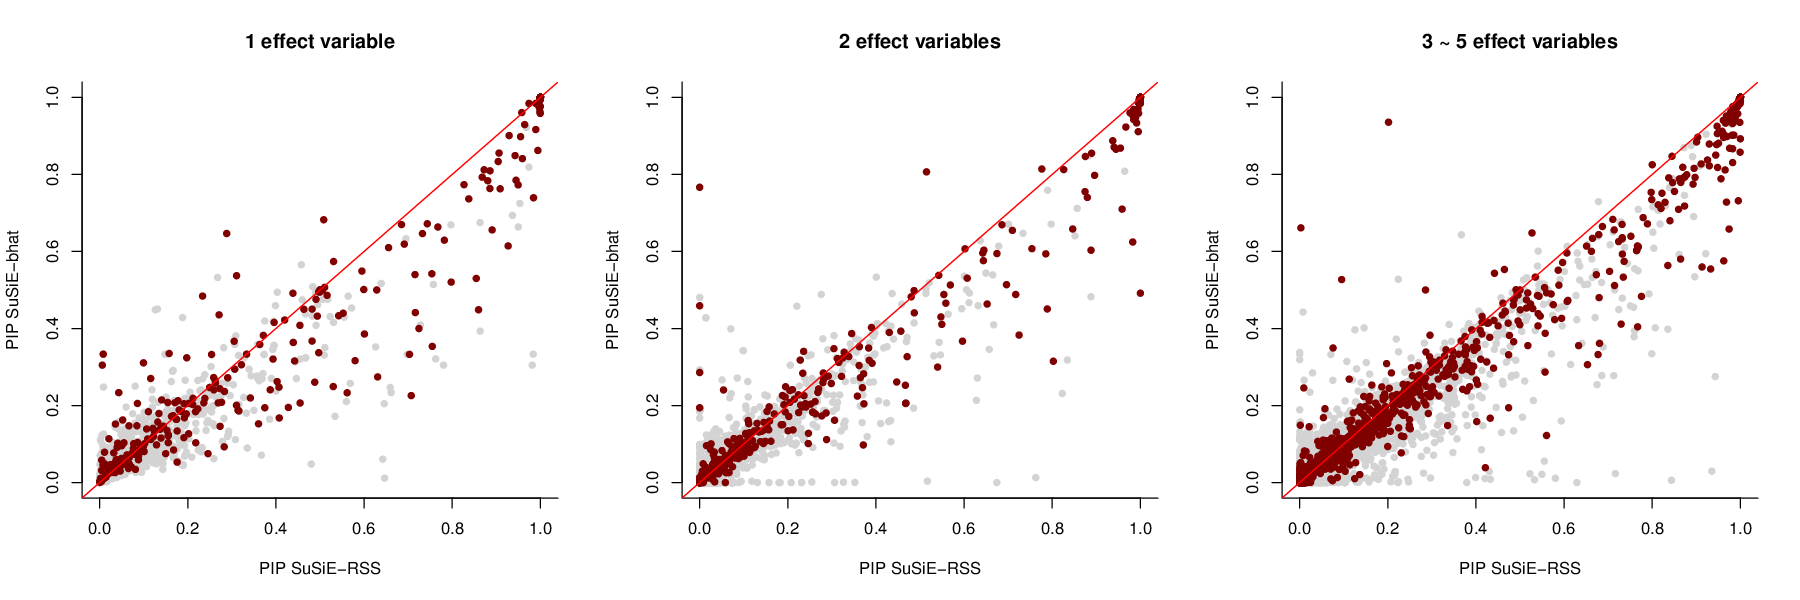 1 effect variable
PIP SuSiE−bhat
1.0
0.8
0.6
0.4
0.2
0.0
0.0 0.2 0.4 0.6 0.8 1.0
PIP SuSiE−RSS
2 effect variables
PIP SuSiE−bhat
1.0
0.8
0.6
0.4
0.2
0.0
0.0 0.2 0.4 0.6 0.8 1.0
PIP SuSiE−RSS
3 ~ 5 effect variables
PIP SuSiE−bhat
1.0
0.8
0.6
0.4
0.2
0.0
0.0 0.2 0.4 0.6 0.8 1.0
PIP SuSiE−RSS